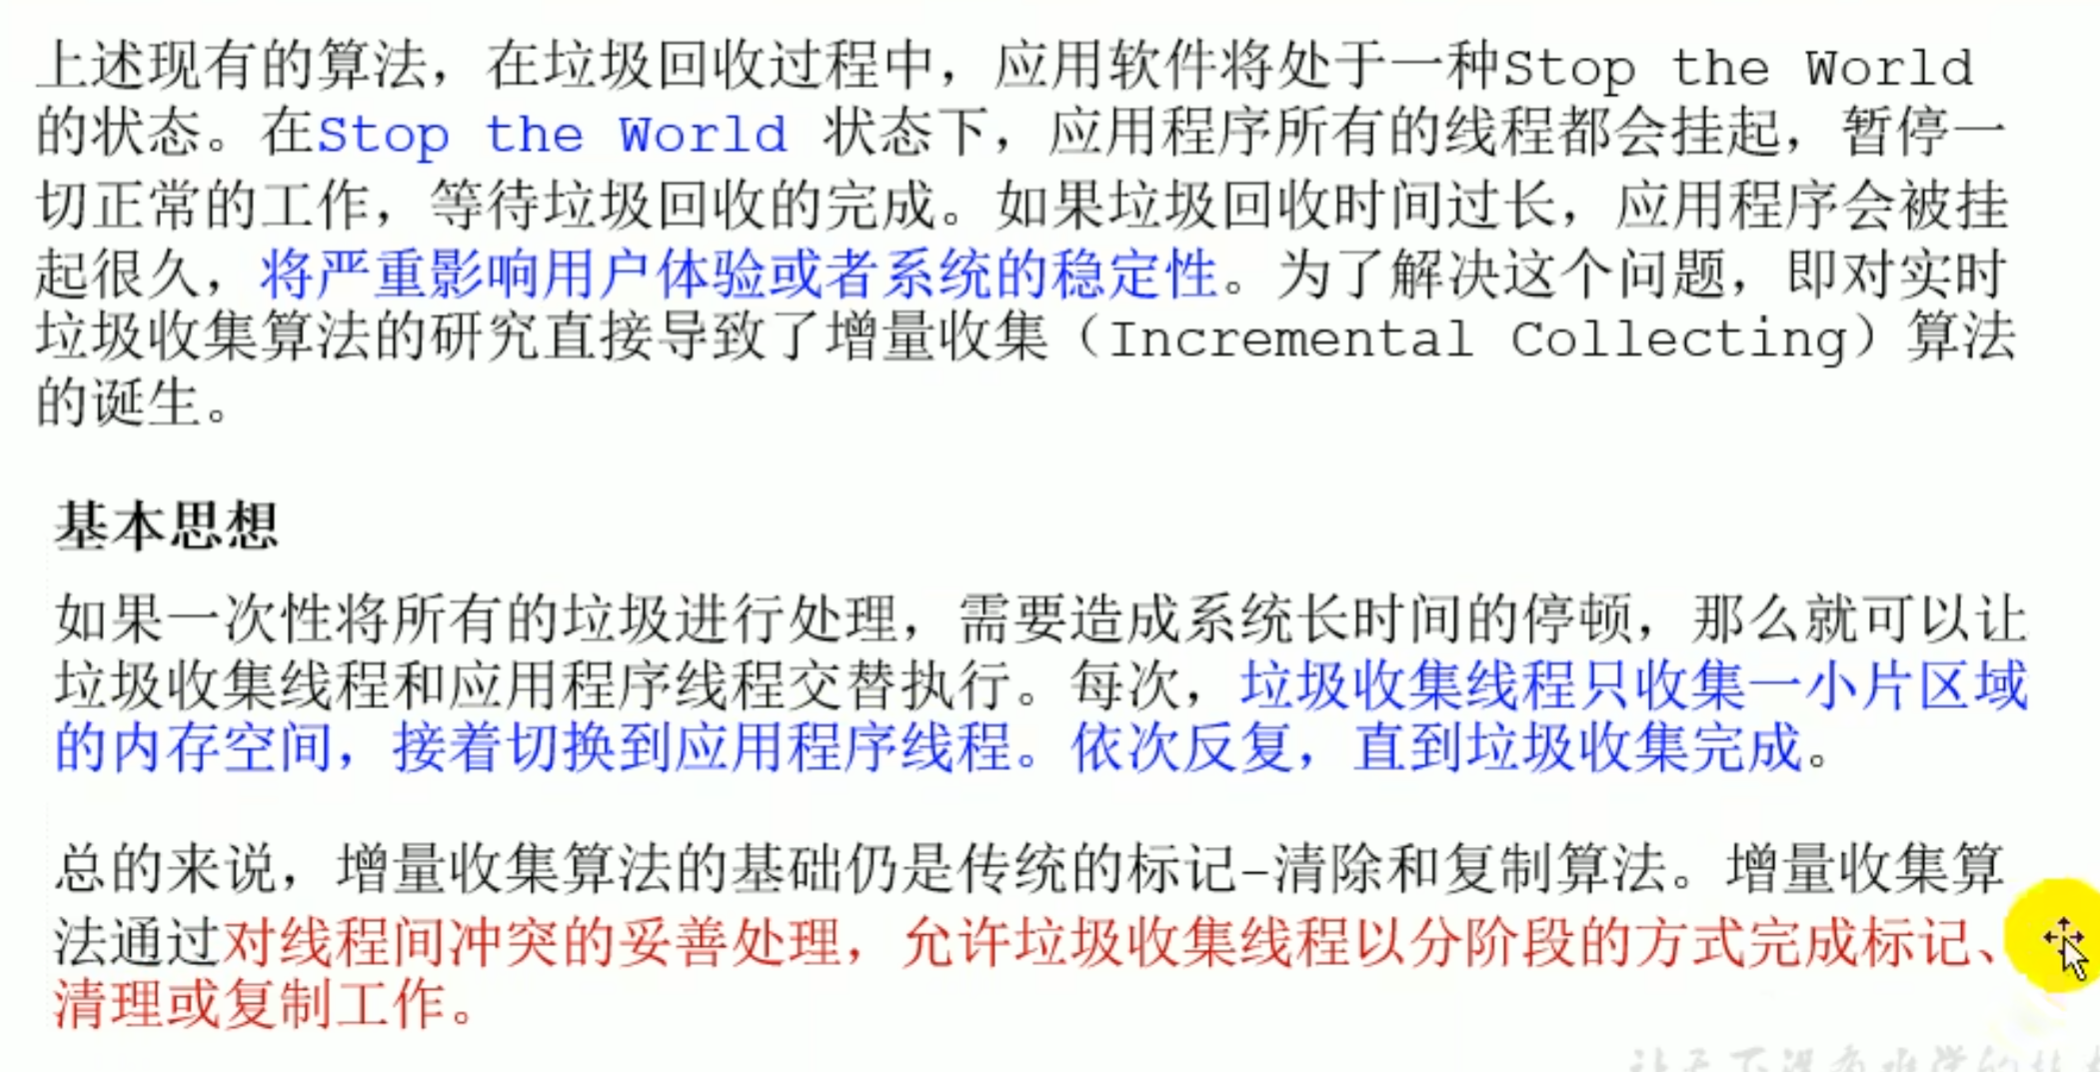 上述现有的算法，在垃圾回收过程中，应用软件将处于一种Stop the World
的状态。在Stop the World 状态下，应用程序所有的线程都会挂起，暂停一
切正常的工作，等待垃圾回收的完成。如果垃圾回收时间过长，应用程序会被挂
起很久，将严重影响用户体验或者系统的稳定性。为了解决这个问题，即对实时
垃圾收集算法的研究直接导致了增量收集（Incremental Collecting）算法
的诞生。
基本思想
如果一次性将所有的垃圾进行处理，需要造成系统长时间的停顿，那么就可以让
垃圾收集线程和应用程序线程交替执行。每次，垃圾收集线程只收集一小片区域
的内存空间，接着切换到应用程序线程。依次反复，直到垃圾收集完成。
总的来说，增量收集算法的基础仍是传统的标记-清除和复制算法。增量收集算
法通过对线程间冲突的妥善处理，允许垃圾收集线程以分阶段的方式完成标记、
清理或复制工作。